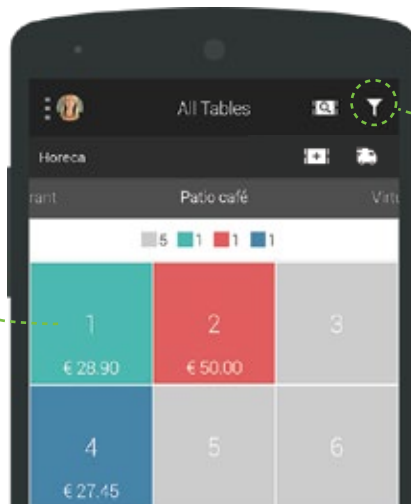 All Tables
Horeca
rant Patio café Virtu
5 1 1 1
1 2 3
€ 28.90 € 50.00
4 5 6
€ 27.45